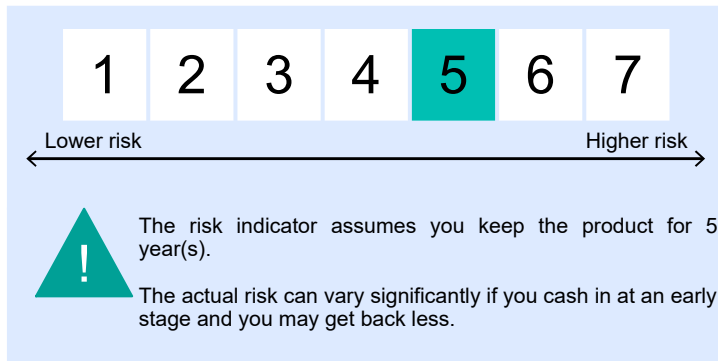 1 2 3 4 5 6 7
Lower risk Higher risk
! The risk indicator assumes you keep the product for 5
year(s).
The actual risk can vary significantly if you cash in at an early
stage and you may get back less.